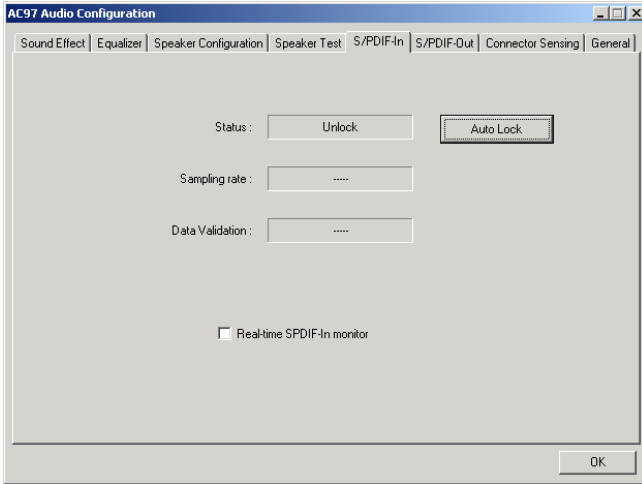 AC97 Audio Configuration
Sound Effect Equalizer Speaker Configuration Speaker Test S/PDIF-In S/PDIF-Out Connector Sensing General
Status : Unlock Auto Lock
Sampling rate : -----
Data Validation : -----
Real-time SPDIF-In monitor
OK